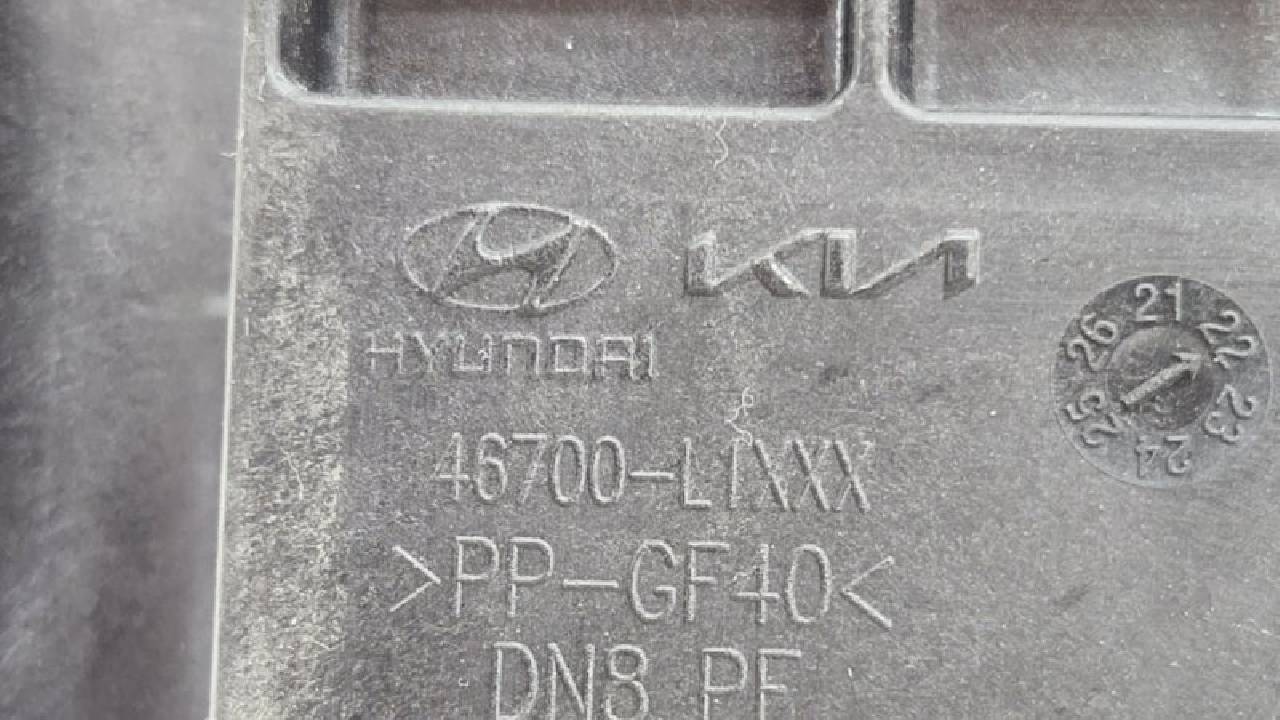 KIA
HYUNDAI
46700-L1XXX
>PP-GF40<
DN8 PE
21 22 23 24 25 26